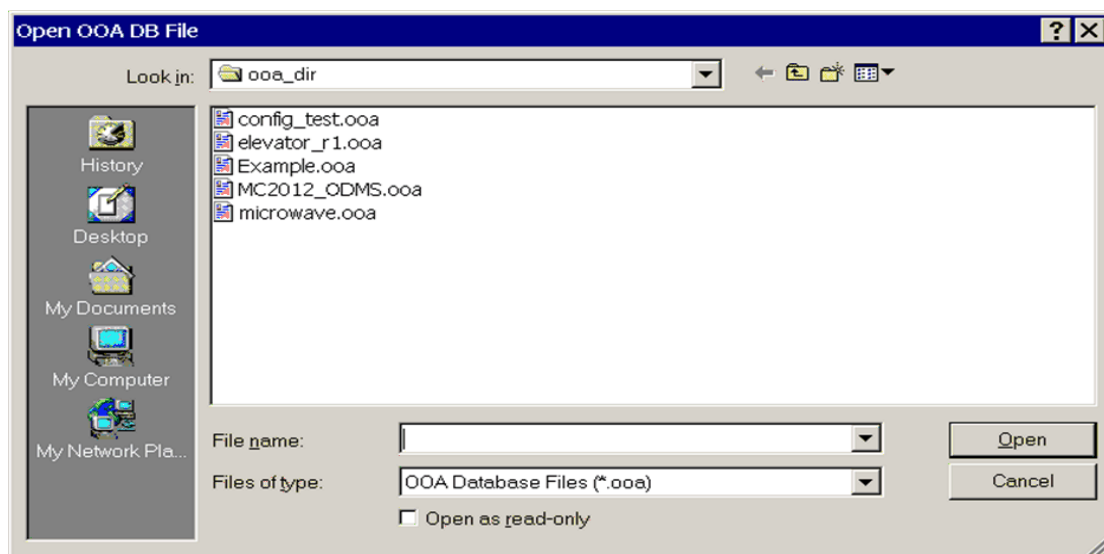 Open OOA DB File
Look in:
ooa_dir
History
Desktop
My Documents
My Computer
My Network Pla...
config_test.ooa
elevator_r1.ooa
Example.ooa
MC2012_ODMS.ooa
microwave.ooa
File name:
Open
Files of type:
OOA Database Files (*.ooa)
Cancel
Open as read-only